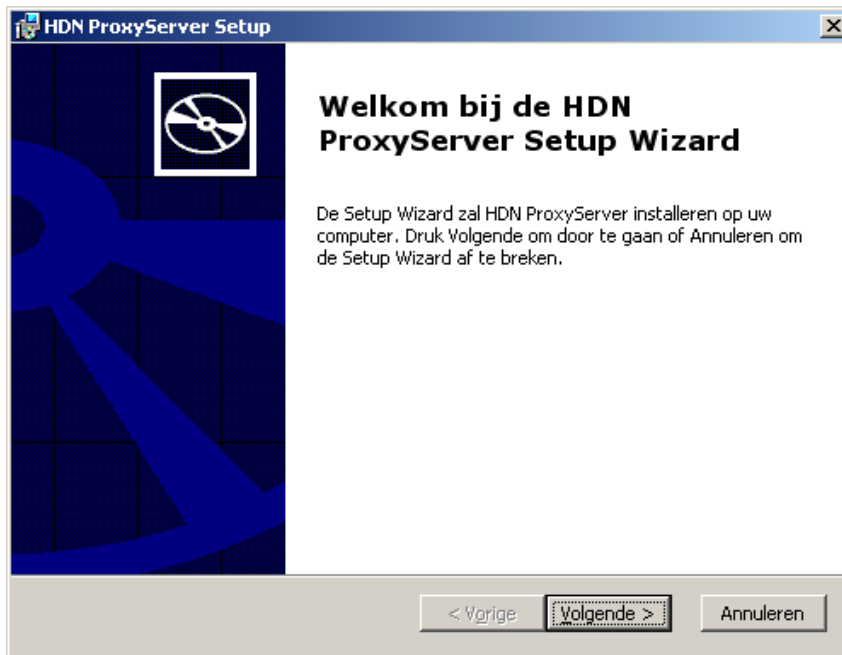 HDN ProxyServer Setup
Welkom bij de HDN
ProxyServer Setup Wizard
De Setup Wizard zal HDN ProxyServer installeren op uw
computer. Druk Volgende om door te gaan of Annuleren om
de Setup Wizard af te breken.
< Vorige Volgende > Annuleren